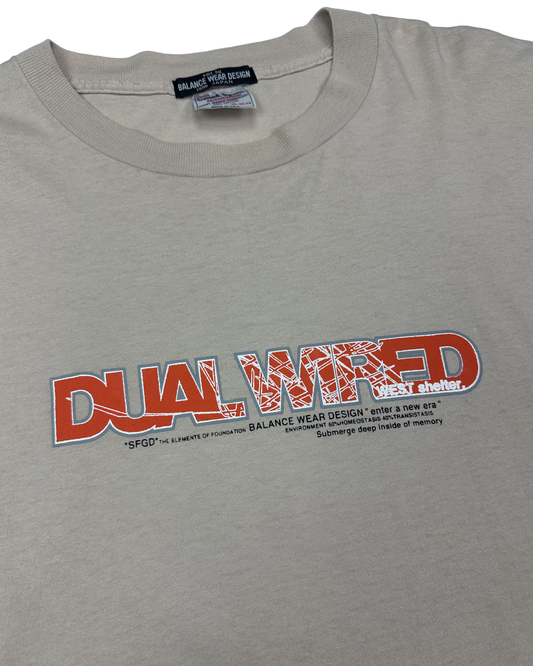 BALANCE WEAR DESIGN
JAPAN
DUAL WIRED
WEST shelter.
"SFGD" THE ELEMENTS OF FOUNDATION BALANCE WEAR DESIGN "enter a new era"
ENVIRONMENT 60%HOMEOSTASIS 40%TRANSISTASIS
Submerge deep inside of memory